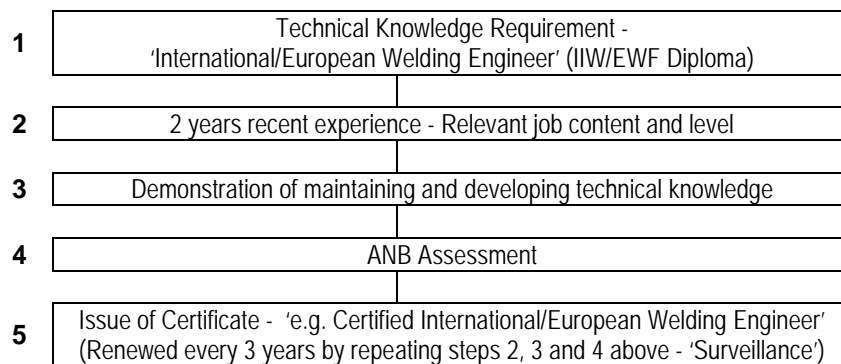 1
Technical Knowledge Requirement -
'International/European Welding Engineer' (IIW/EWF Diploma)
2
2 years recent experience - Relevant job content and level
3
Demonstration of maintaining and developing technical knowledge
4
ANB Assessment
5
Issue of Certificate - 'e.g. Certified International/European Welding Engineer'
(Renewed every 3 years by repeating steps 2, 3 and 4 above - 'Surveillance')